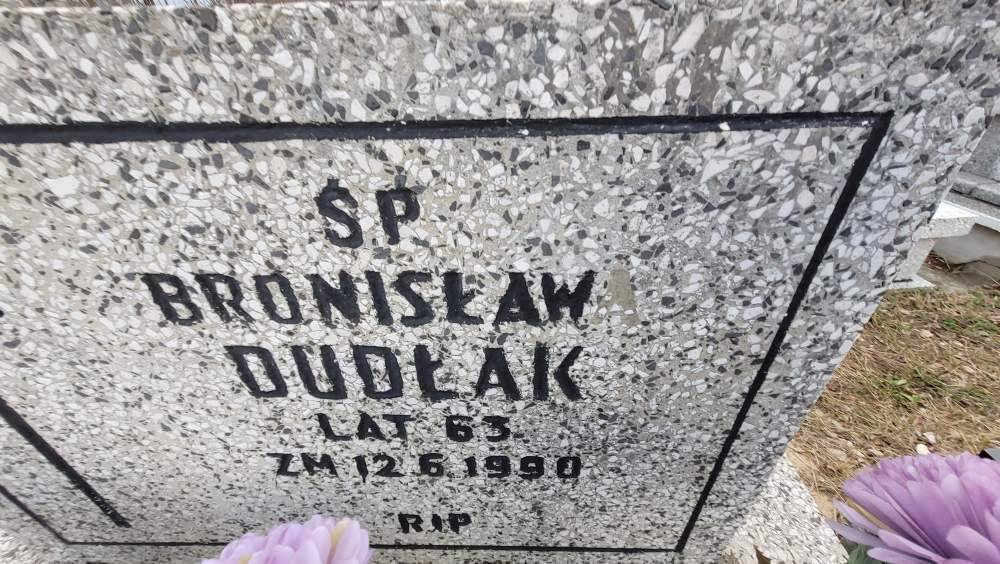 ŚP
BRONISŁAW
DUDŁAK
LAT 63
ZM 12 6 1990
RIP